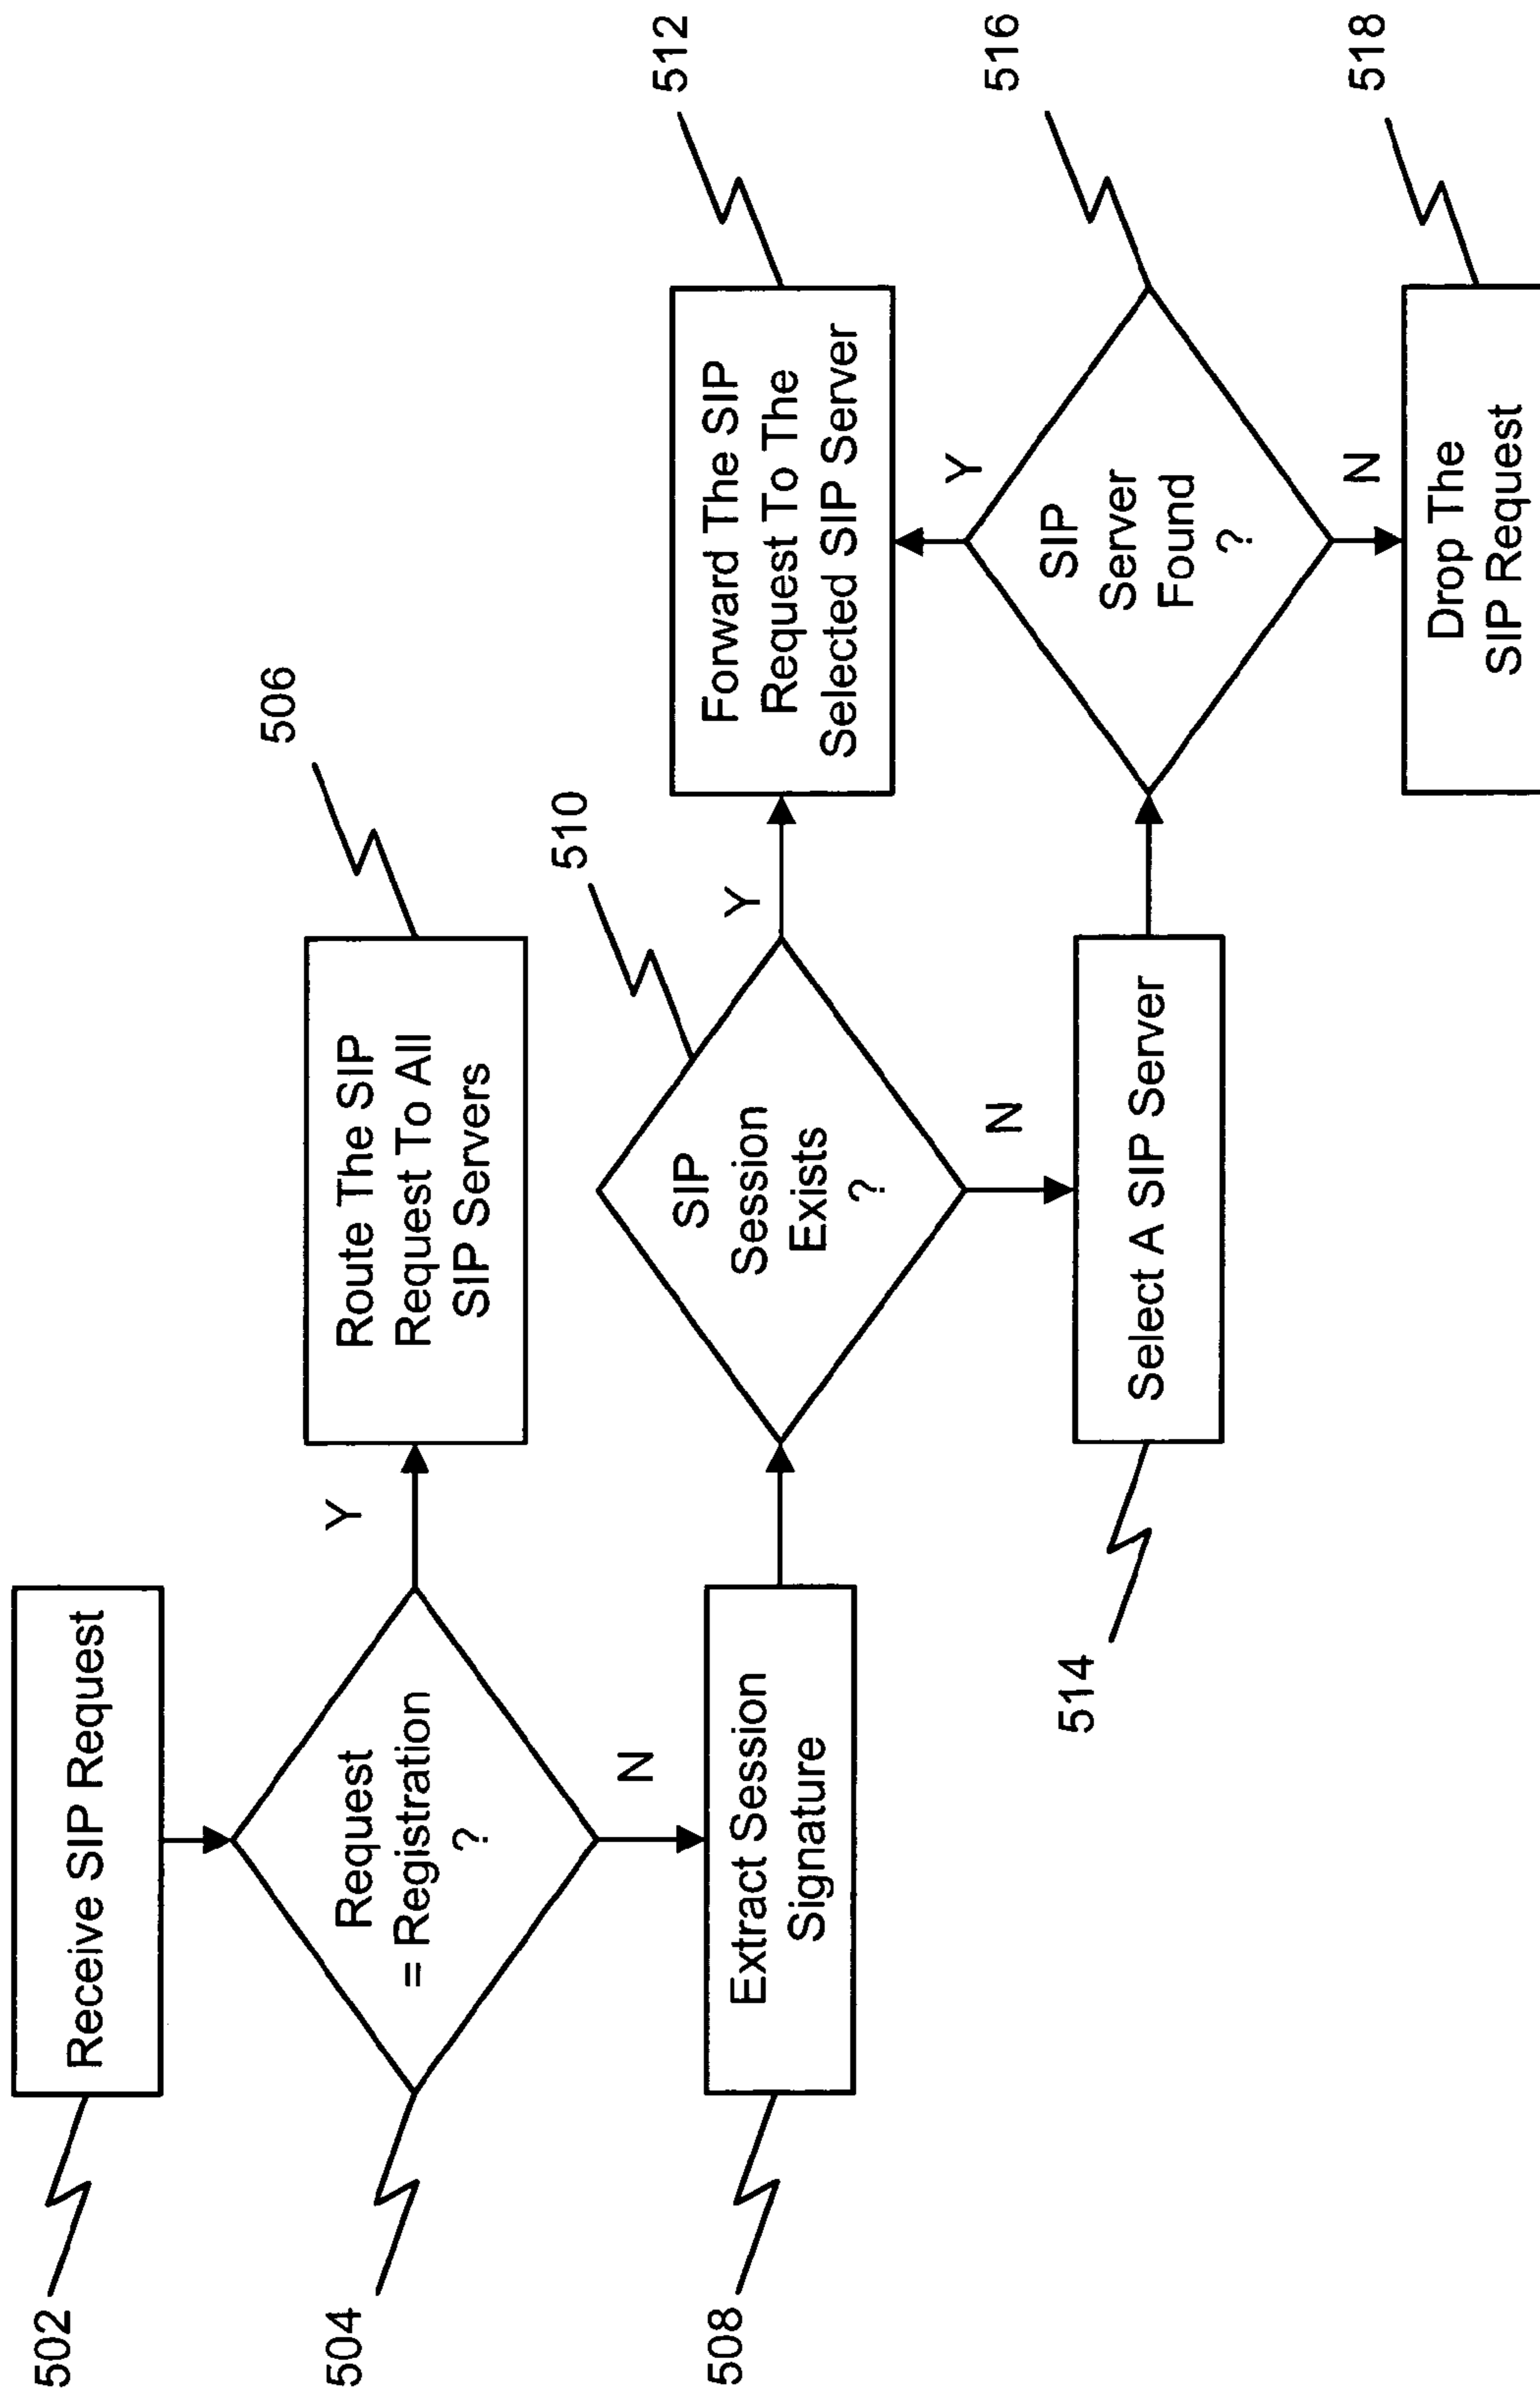 502
Receive SIP Request
504
Request
= Registration
?
Y
N
506
Route The SIP
Request To All
SIP Servers
508
Extract Session
Signature
510
SIP
Session
Exists
?
Y
N
512
Forward The SIP
Request To The
Selected SIP Server
514
Select A SIP Server
516
SIP
Server
Found
?
Y
N
518
Drop The
SIP Request